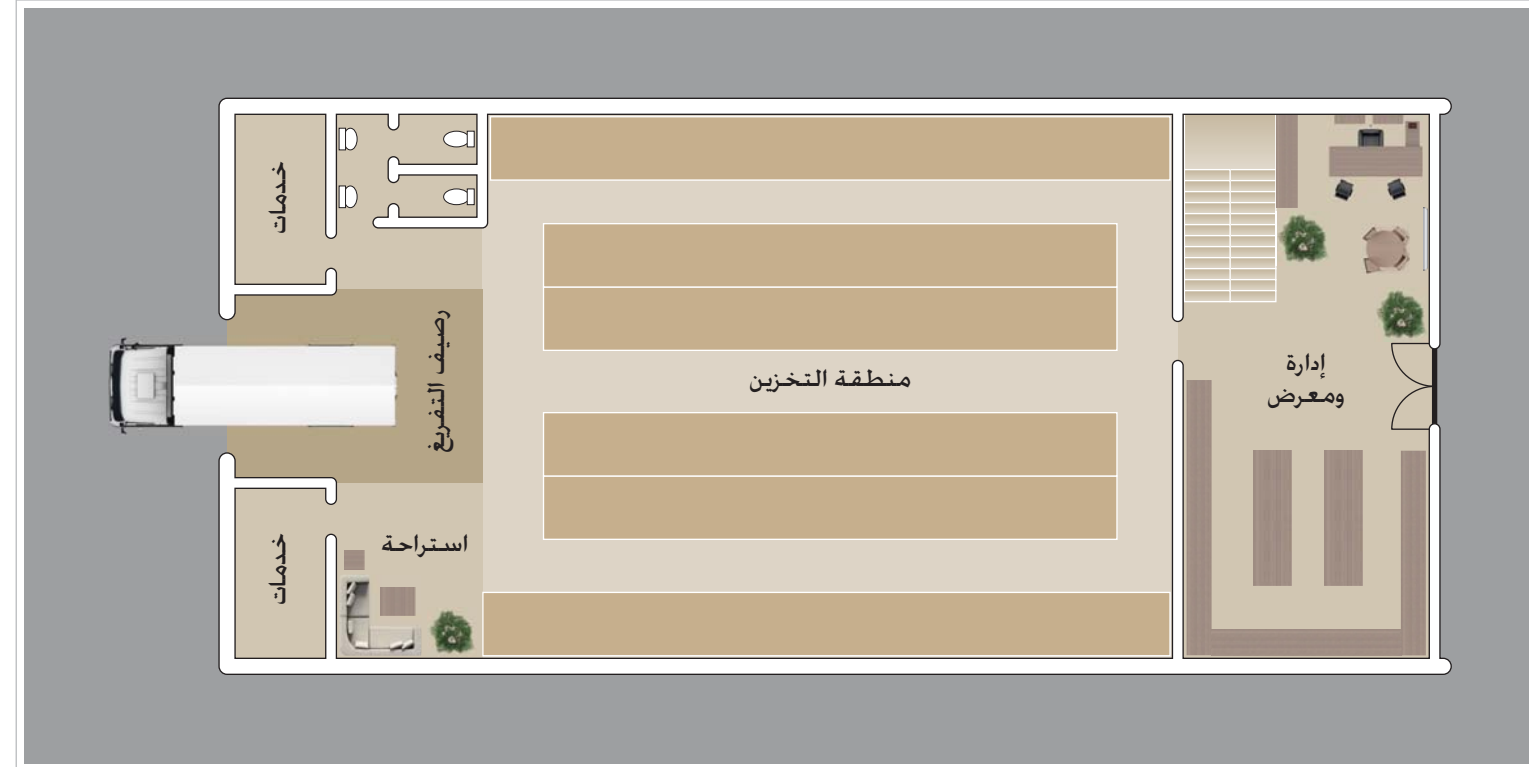 خدمات
رصيف التفريغ
منطقة التخزين
إدارة
ومعرض
استراحة
خدمات